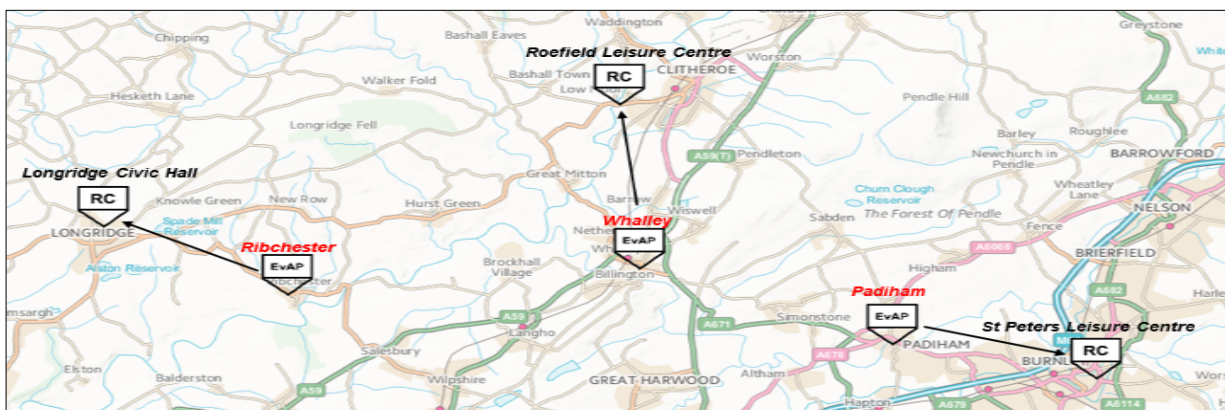 Waddington
Greystone
Chipping
Bashall Eaves
Roefield Leisure Centre
Worston
Walker Fold
Bashall Town
RC
CLITHEROE
Low Moor
Hesketh Lane
Pendle Hill
A682
Longridge Fell
Barley
Roughlee
A59(T)
Pendleton
Newchurch in
Pendle
BARROWFORD
Longridge Civic Hall
Great Mitton
Wheatley
Lane
RC
Knowle Green
New Row
Hurst Green
Barrow
Churn Clough
Reservoir
NELSON
Spade Mill
Reservoir
Whalley
Wiswell
Sabden
The Forest Of Pendle
Fence
LONGRIDGE
Ribchester
EvAP
A6068
BRIERFIELD
Alston Reservoir
EvAP
Brockhall
Village
Billington
Higham
A682
Padiham
A59
Simonstone
EvAP
St Peters Leisure Centre
Langho
A671
PADIHAM
RC
Salesbury
A678
Elston
Balderston
A59
Wilpshire
GREAT HARWOOD
Altham
Hapton
A679
A6114